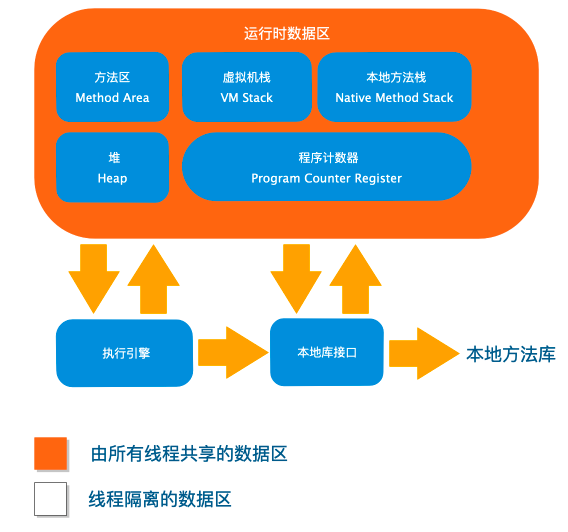 运行时数据区
方法区
Method Area
虚拟机栈
VM Stack
本地方法栈
Native Method Stack
堆
Heap
程序计数器
Program Counter Register
执行引擎
本地库接口
本地方法库
由所有线程共享的数据区
线程隔离的数据区